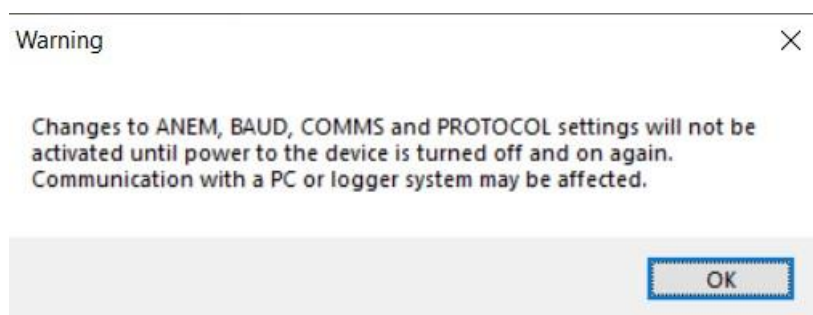 Warning
Changes to ANEM, BAUD, COMMS and PROTOCOL settings will not be
activated until power to the device is turned off and on again.
Communication with a PC or logger system may be affected.
OK